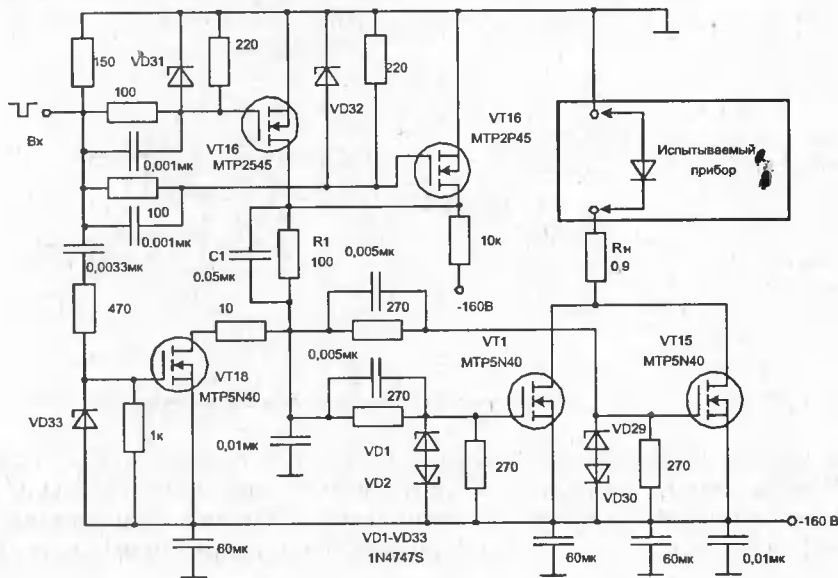 150
VD31
220
220
100
Вх
VD32
VT16
MTP2P45
VT16
MTP2545
0,001мк
Испытываемый
прибор
100
0,001мк
0,0033мк
C1
0,05мк
R1
100
0,005мк
10к
-160В
Rн
0,9
470
10
270
VT18
MTP5N40
0,005мк
VT1
MTP5N40
VT15
MTP5N40
270
VD33
1к
0,01мк
VD1
VD2
270
VD29
VD30
270
-160 В
60мк
VD1-VD33
1N4747S
60мк
60мк
0,01мк